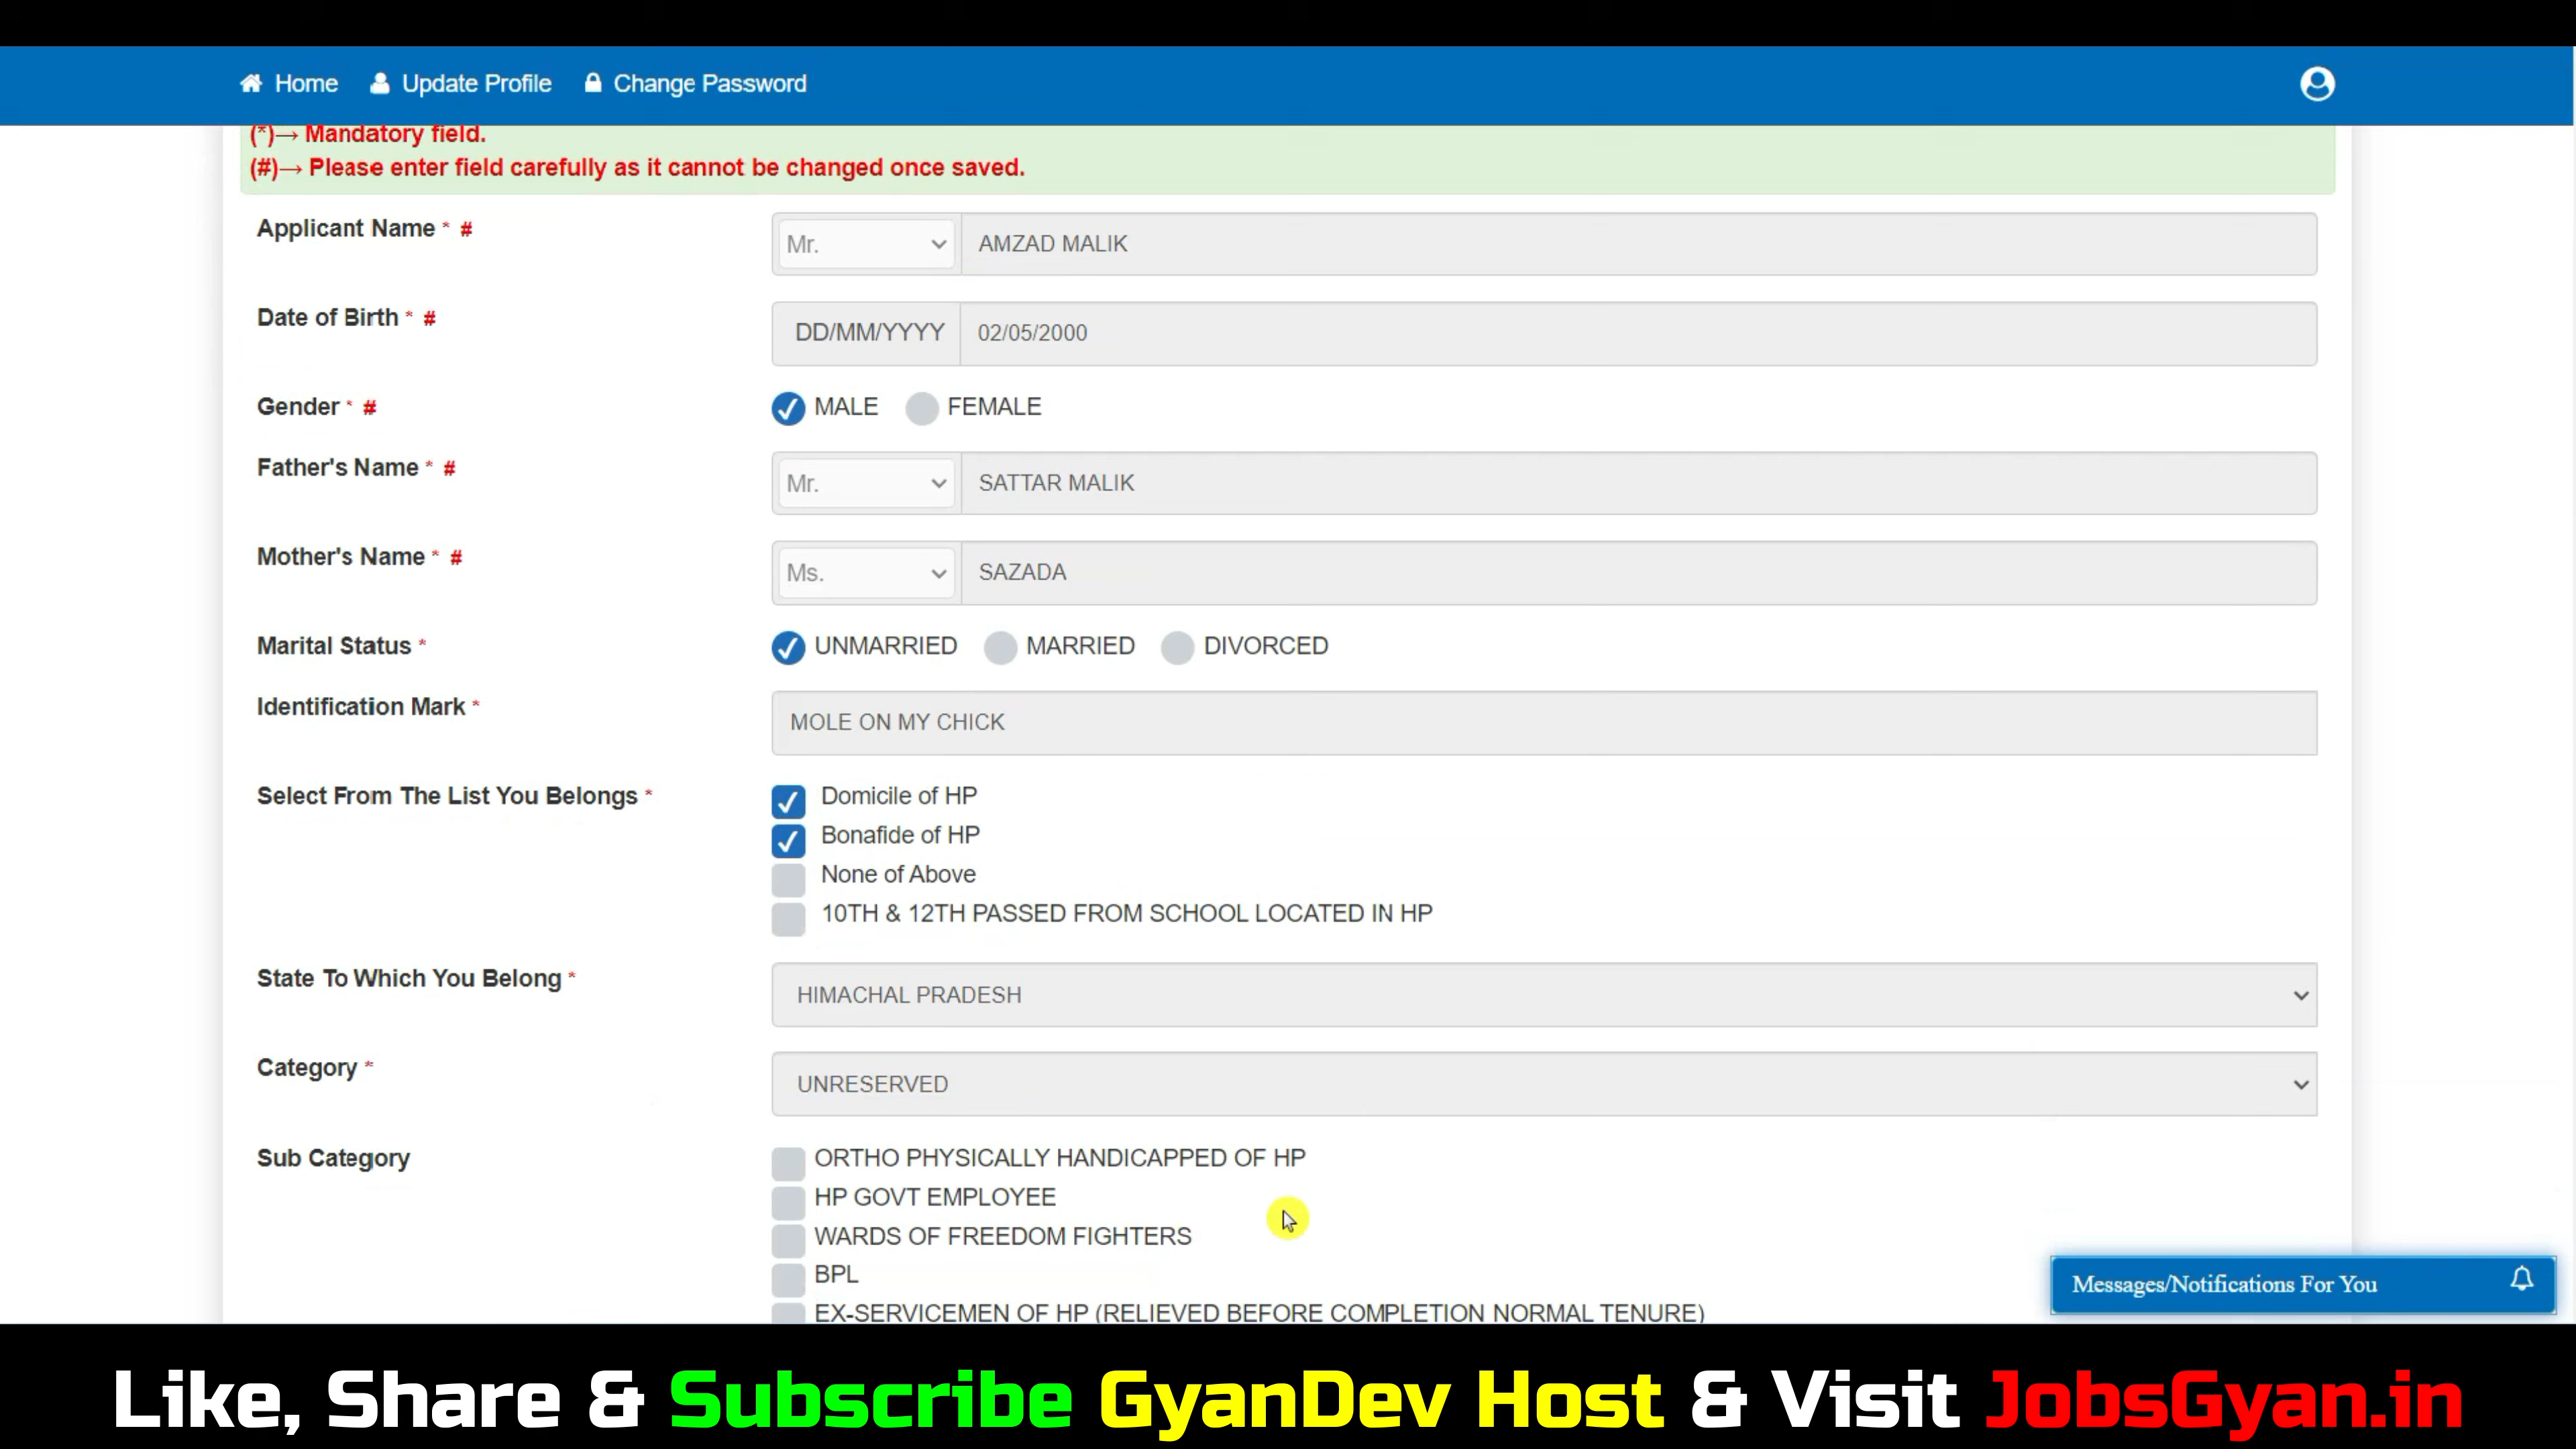 Home Update Profile Change Password
(*)→ Mandatory field.
(#)→ Please enter field carefully as it cannot be changed once saved.
Applicant Name * # Mr. AMZAD MALIK
Date of Birth * # DD/MM/YYYY 02/05/2000
Gender * # MALE FEMALE
Father's Name * # Mr. SATTAR MALIK
Mother's Name * # Ms. SAZADA
Marital Status * UNMARRIED MARRIED DIVORCED
Identification Mark * MOLE ON MY CHICK
Select From The List You Belongs * Domicile of HP
Bonafide of HP
None of Above
10TH & 12TH PASSED FROM SCHOOL LOCATED IN HP
State To Which You Belong * HIMACHAL PRADESH
Category * UNRESERVED
Sub Category ORTHO PHYSICALLY HANDICAPPED OF HP
HP GOVT EMPLOYEE
WARDS OF FREEDOM FIGHTERS
BPL
Messages/Notifications For You
EX-SERVICEMEN OF HP (RELIEVED BEFORE COMPLETION NORMAL TENURE)
Like, Share & Subscribe GyanDev Host & Visit JobsGyan.in